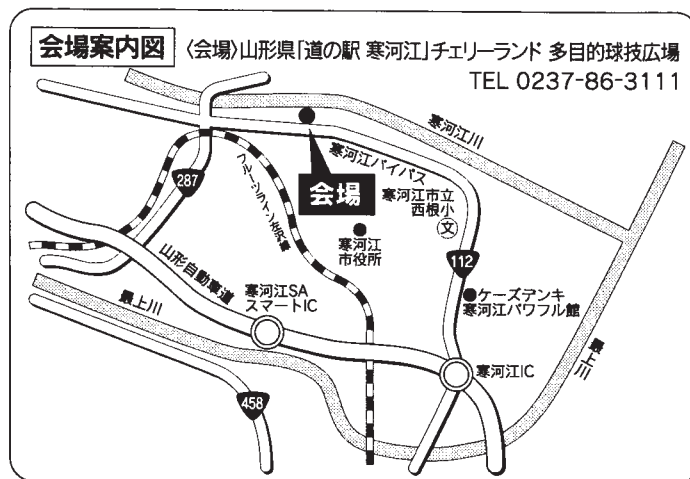 会場案内図
〈会場〉山形県「道の駅 寒河江」チェリーランド 多目的球技広場
TEL 0237-86-3111
寒河江川
寒河江バイパス
287
フルーツライン左沢線
会場
寒河江市立
西根小
文
寒河江
市役所
112
山形自動車道
最上川
寒河江SA
スマートIC
ケーズデンキ
寒河江パワフル館
最上川
寒河江IC
458